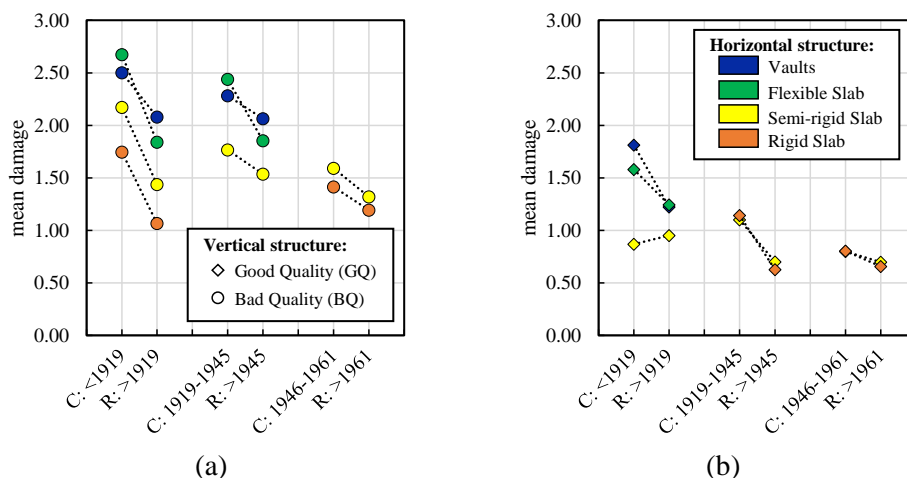 3.00
2.50
2.00
1.50
1.00
0.50
0.00
mean damage
Vertical structure:
Good Quality (GQ)
Bad Quality (BQ)
C: <1919
R: >1919
C: 1919-1945
R: >1945
C: 1946-1961
R: >1961
(a)
3.00
2.50
2.00
1.50
1.00
0.50
0.00
mean damage
Horizontal structure:
Vaults
Flexible Slab
Semi-rigid Slab
Rigid Slab
C: <1919
R: >1919
C: 1919-1945
R: >1945
C: 1946-1961
R: >1961
(b)